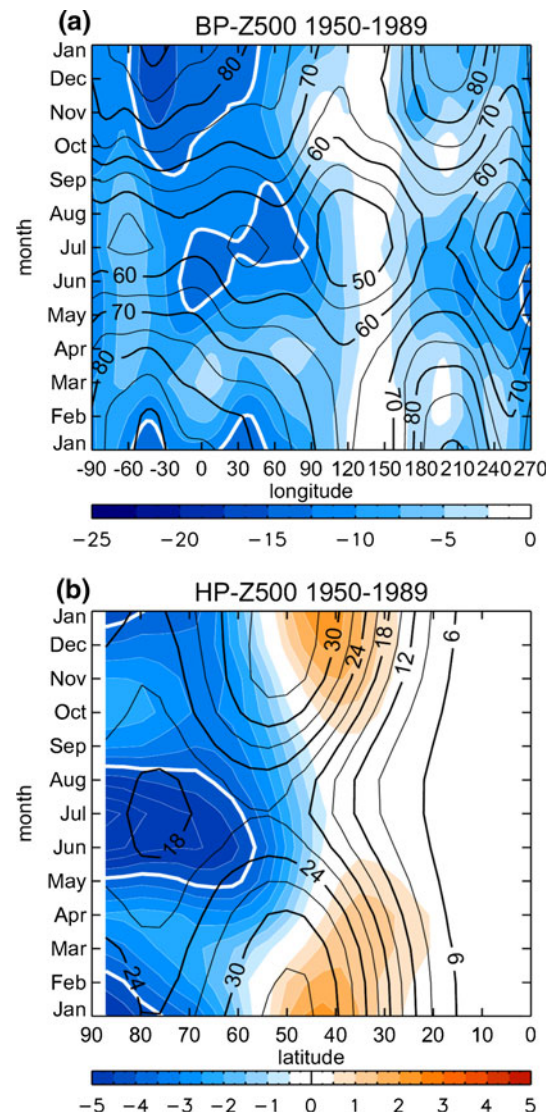 (a) BP-Z500 1950-1989
Jan
Dec
Nov
Oct
Sep
Aug
Jul
Jun
May
Apr
Mar
Feb
Jan
month
80
80
70
70
60
60
50
60
60
70
70
80
80
70
-90 -60 -30 0 30 60 90 120 150 180 210 240 270
longitude
-25 -20 -15 -10 -5 0
(b) HP-Z500 1950-1989
Jan
Dec
Nov
Oct
Sep
Aug
Jul
Jun
May
Apr
Mar
Feb
Jan
month
30
24
18
12
6
18
24
24
30
6
90 80 70 60 50 40 30 20 10 0
latitude
-5 -4 -3 -2 -1 0 1 2 3 4 5